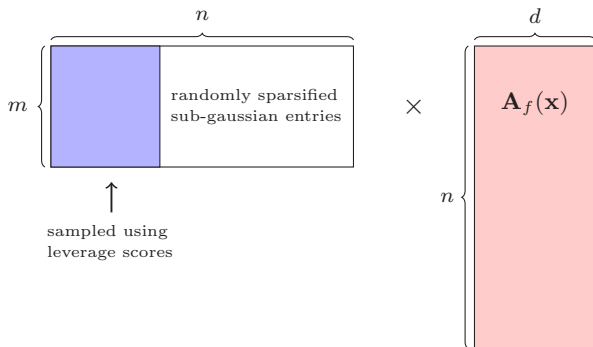 n
d
m
randomly sparsified
sub-gaussian entries
×
A_f(x)
n
sampled using
leverage scores